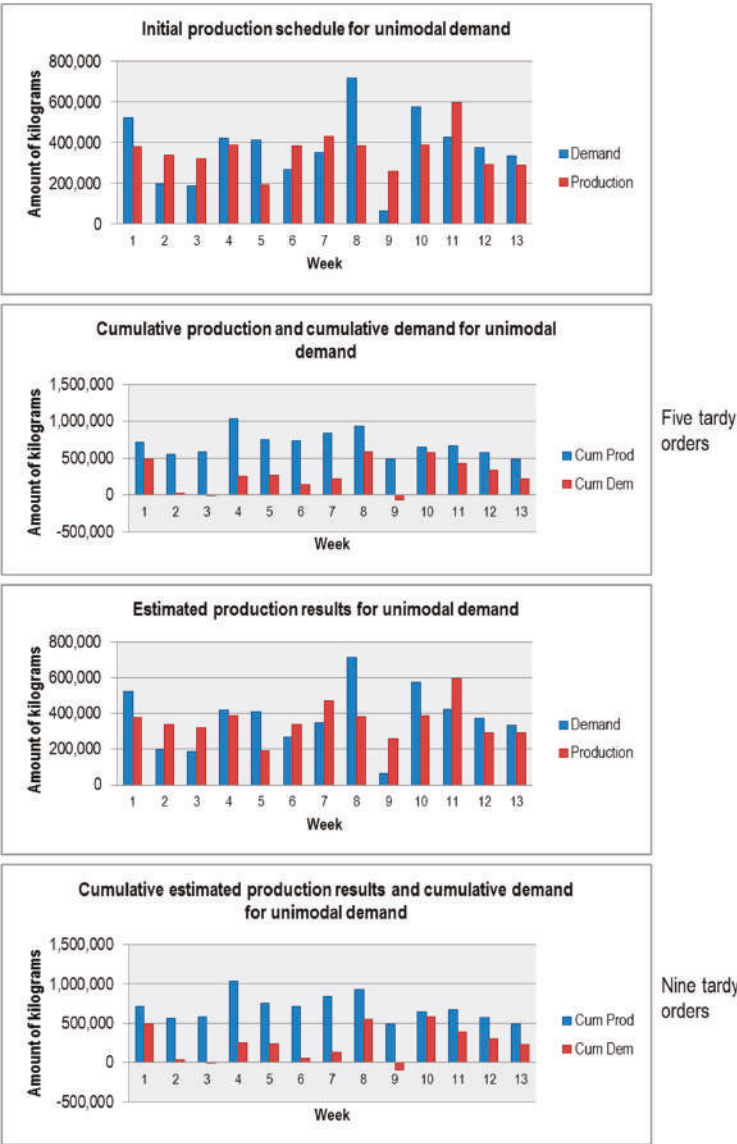 Initial production schedule for unimodal demand
800,000
600,000
400,000
200,000
0
Amount of kilograms
1 2 3 4 5 6 7 8 9 10 11 12 13
Week
Demand
Production
Cumulative production and cumulative demand for unimodal
demand
1,500,000
1,000,000
500,000
0
-500,000
Amount of kilograms
1 2 3 4 5 6 7 8 9 10 11 12 13
Week
Cum Prod
Cum Dem
Five tardy
orders
Estimated production results for unimodal demand
800,000
600,000
400,000
200,000
0
Amount of kilograms
1 2 3 4 5 6 7 8 9 10 11 12 13
Week
Demand
Production
Cumulative estimated production results and cumulative demand
for unimodal demand
1,500,000
1,000,000
500,000
0
-500,000
Amount of kilograms
1 2 3 4 5 6 7 8 9 10 11 12 13
Week
Cum Prod
Cum Dem
Nine tardy
orders